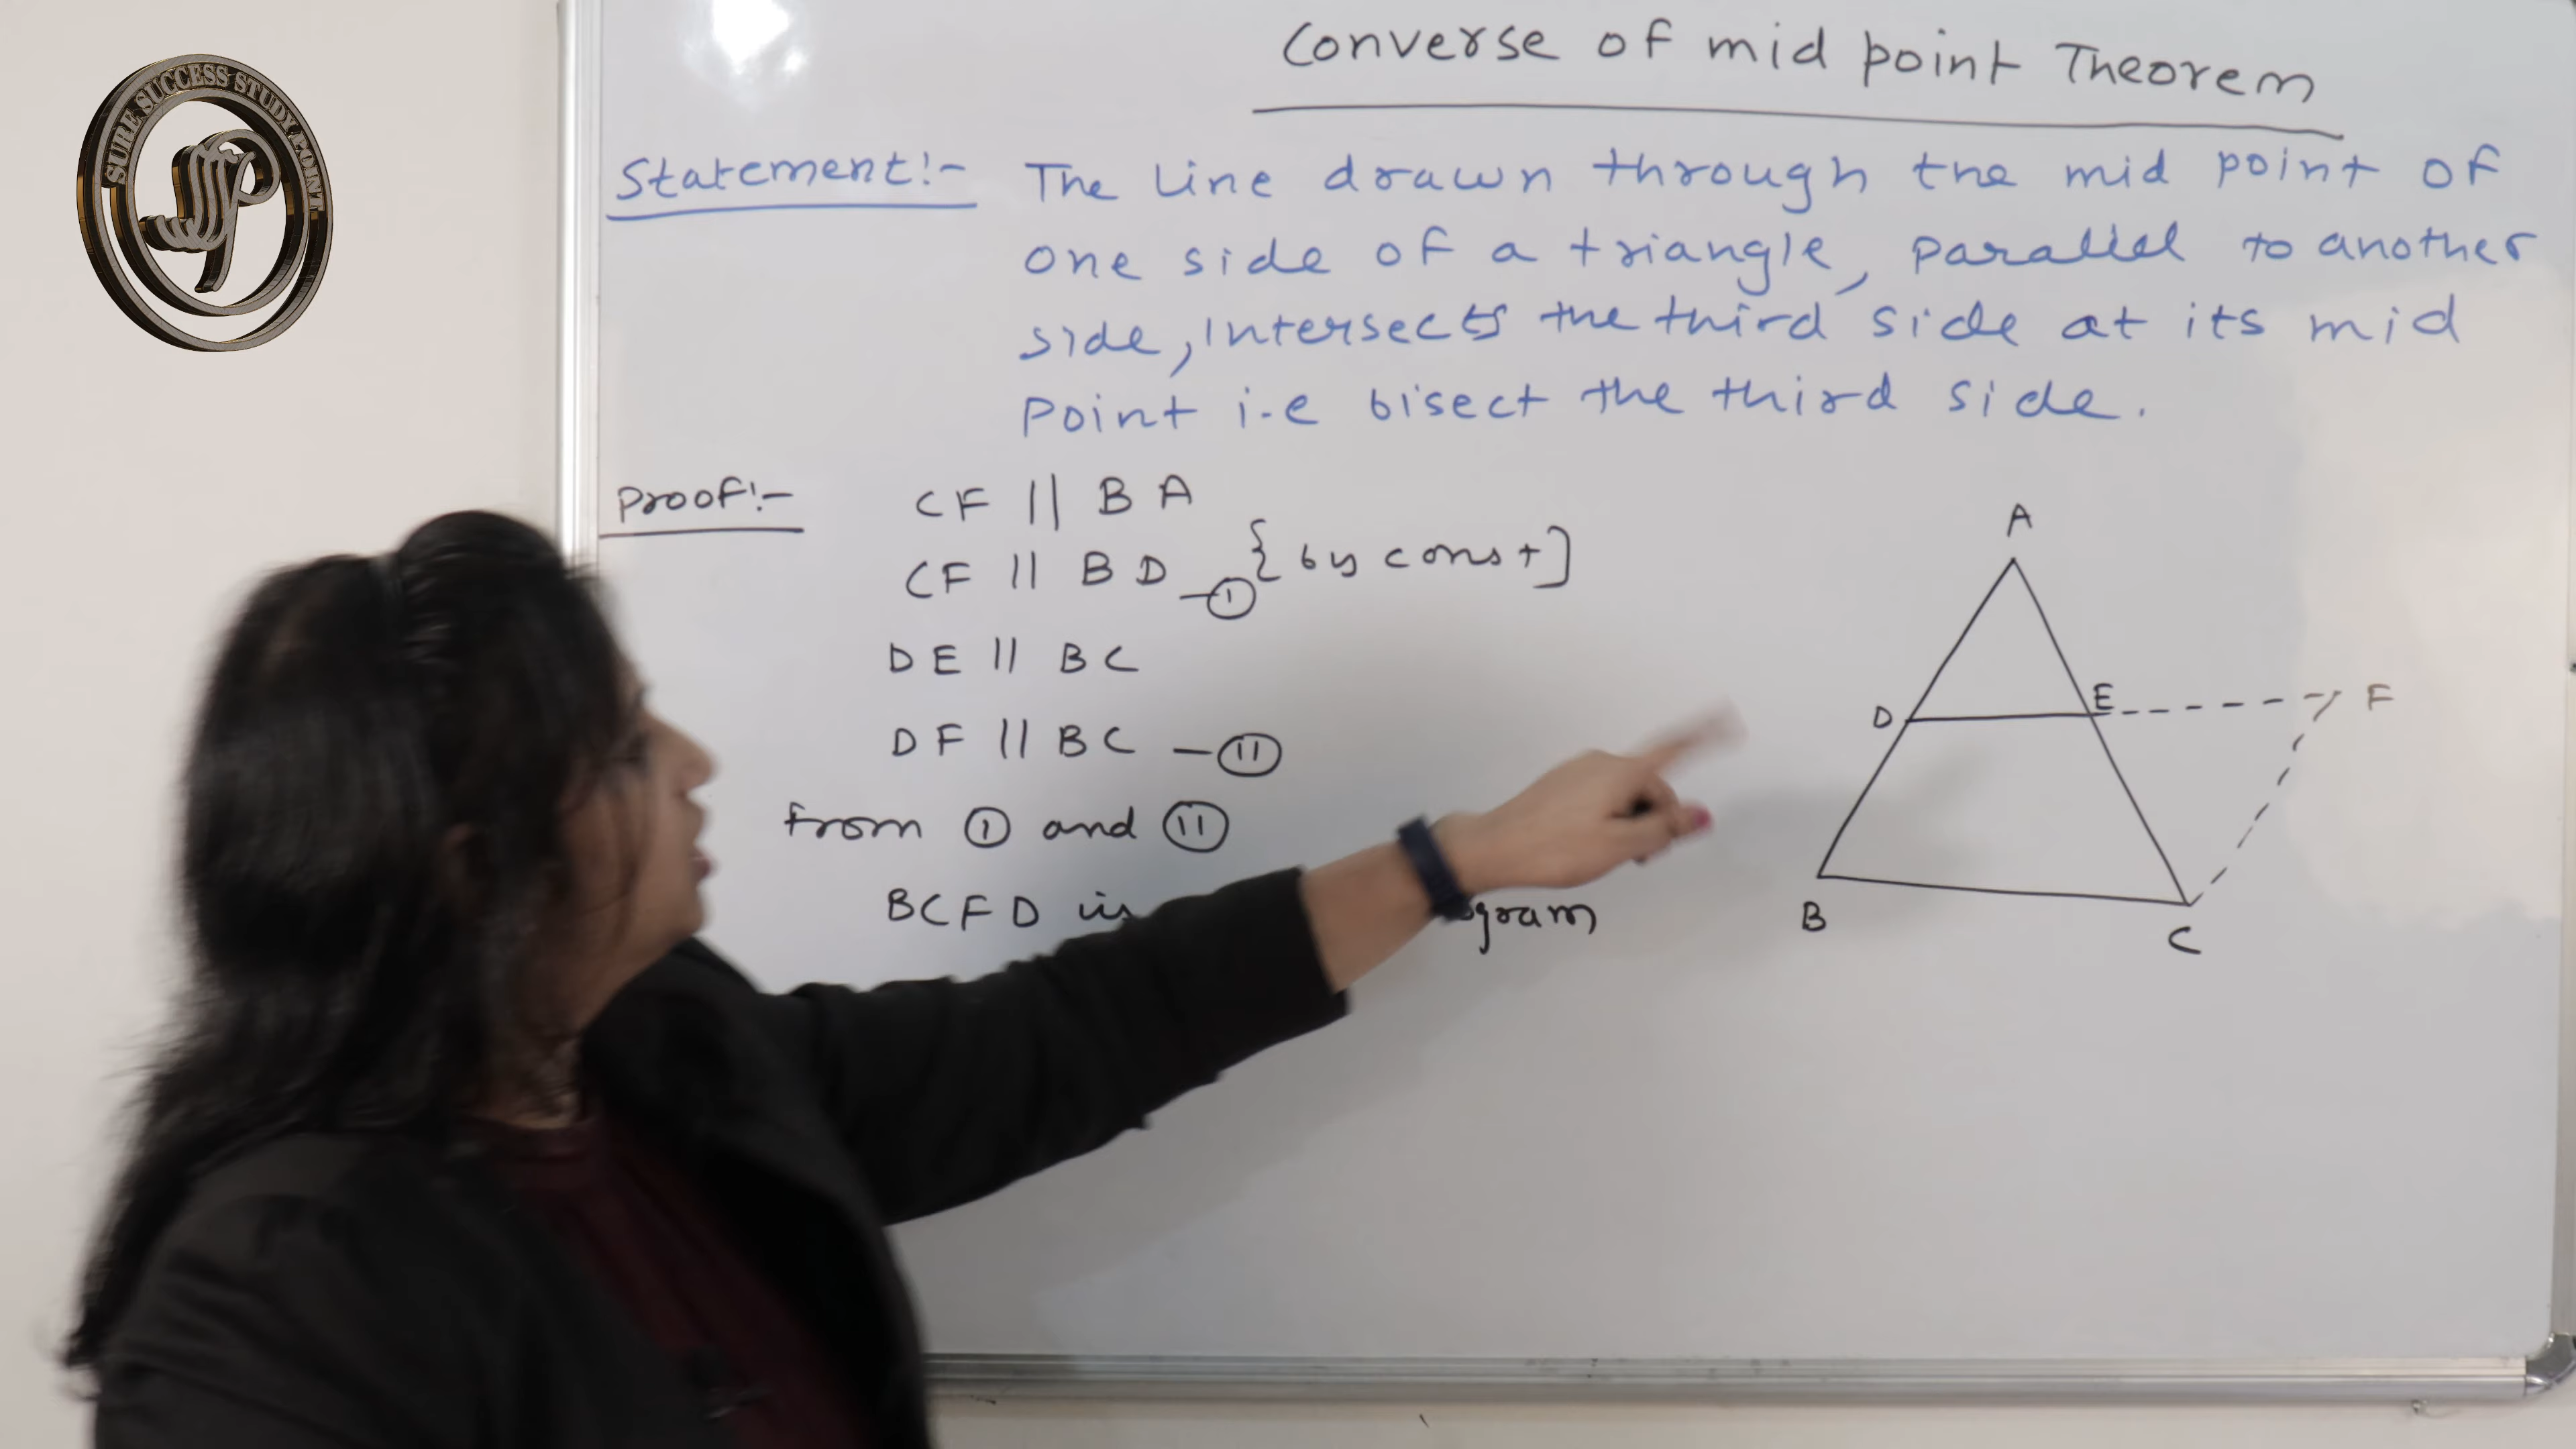 SURE SUCCESS STUDY POINT
Converse of mid point Theorem
Statement:- The Line drawn through the mid point of
one side of a triangle, parallel to another
side, intersects the third side at its mid
Point i-e bisect the third side.
Proof:- CF || BA
CF || BD —① {by const]
DE || BC
DF || BC —⑪
from ① and ⑪
BCFD is gram
A
D E F
B C